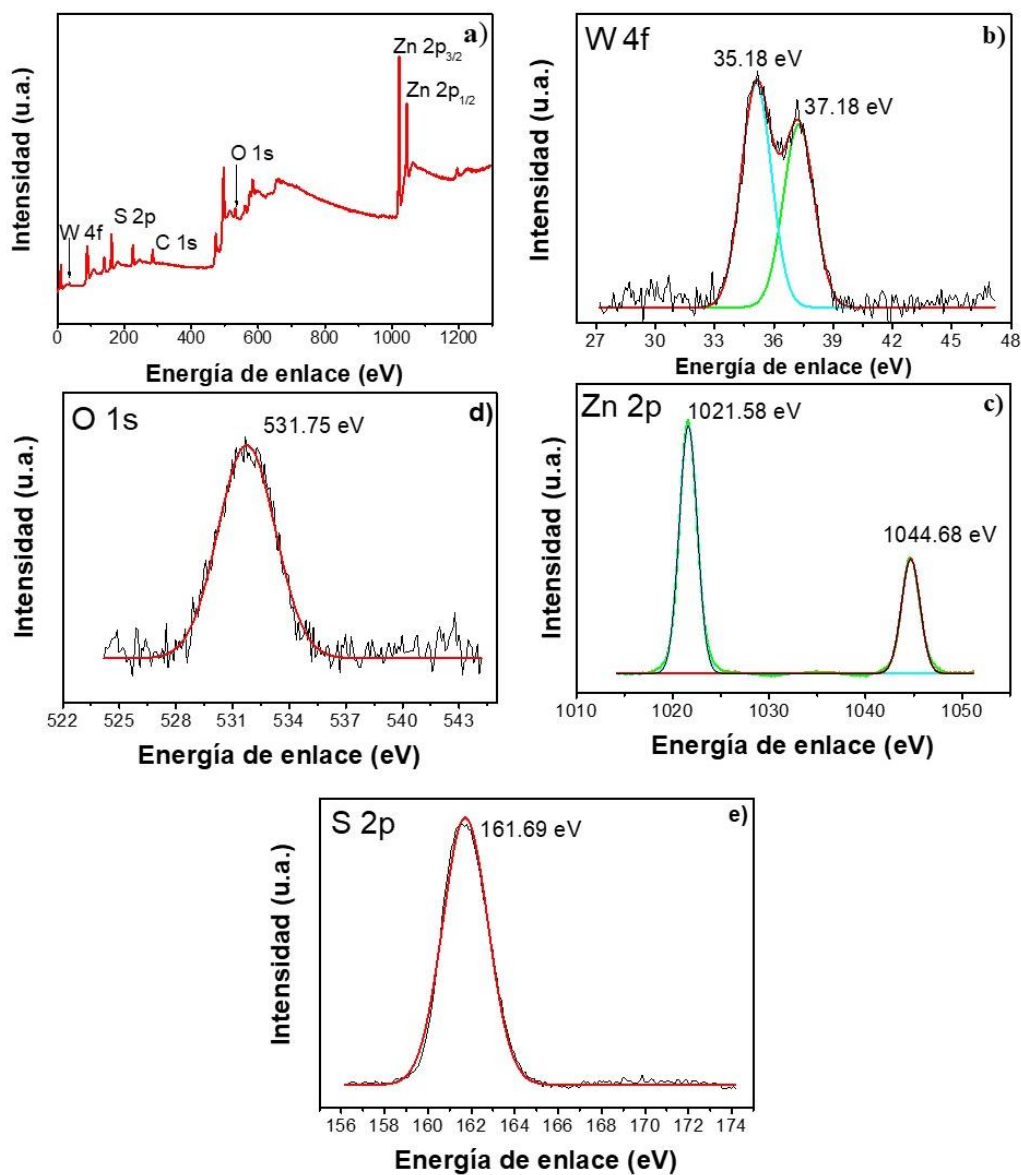 a)
Zn 2p3/2
Zn 2p1/2
O 1s
S 2p
W 4f
C 1s
Intensidad (u.a.)
0 200 400 600 800 1000 1200
Energía de enlace (eV)
W 4f
b)
35.18 eV
37.18 eV
Intensidad (u.a.)
27 30 33 36 39 42 45 48
Energía de enlace (eV)
O 1s
d)
531.75 eV
Intensidad (u.a.)
522 525 528 531 534 537 540 543
Energía de enlace (eV)
Zn 2p
c)
1021.58 eV
1044.68 eV
Intensidad (u.a.)
1010 1020 1030 1040 1050
Energía de enlace (eV)
S 2p
e)
161.69 eV
Intensidad (u.a.)
156 158 160 162 164 166 168 170 172 174
Energía de enlace (eV)